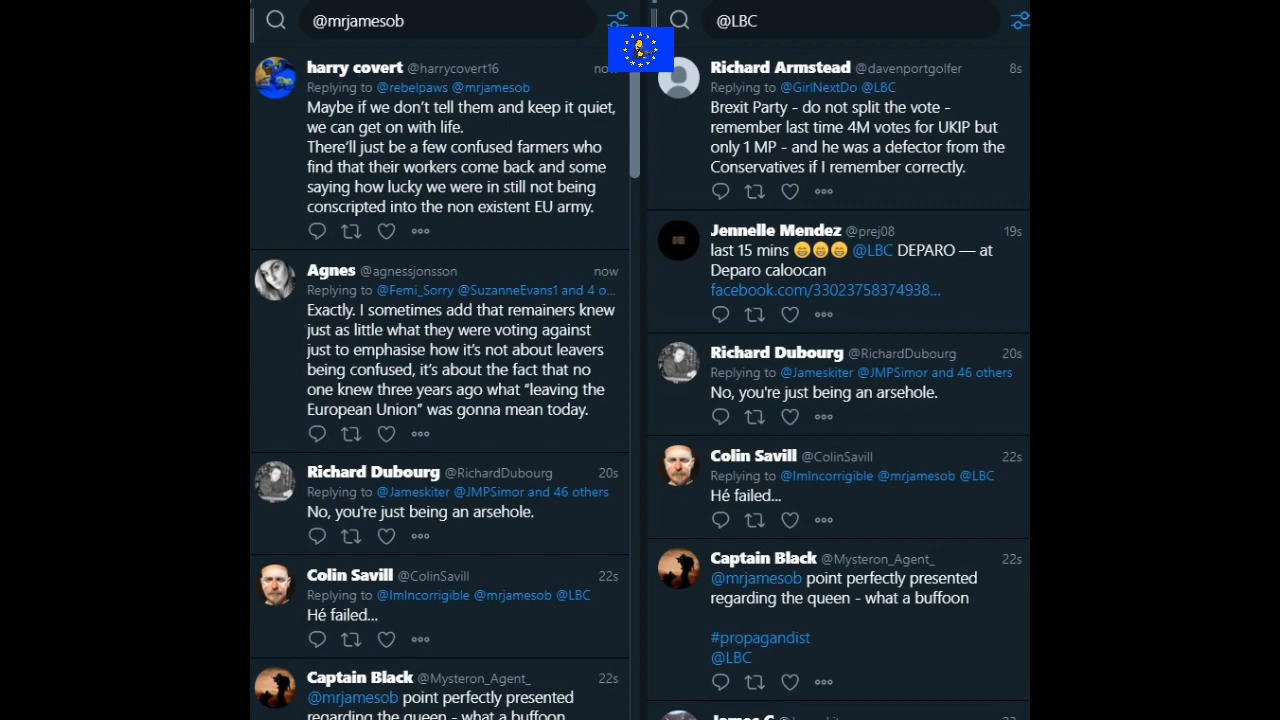 @mrjamesob
harry covert @harrycovert16 now
Replying to @rebelpaws @mrjamesob
Maybe if we don't tell them and keep it quiet,
we can get on with life.
There'll just be a few confused farmers who
find that their workers come back and some
saying how lucky we were in still not being
conscripted into the non existent EU army.
Agnes @agnessjonsson now
Replying to @Femi_Sorry @SuzanneEvans1 and 4 o...
Exactly. I sometimes add that remainers knew
just as little what they were voting against
just to emphasise how it's not about leavers
being confused, it's about the fact that no
one knew three years ago what “leaving the
European Union” was gonna mean today.
Richard Dubourg @RichardDubourg 20s
Replying to @Jameskiter @JMPSimor and 46 others
No, you're just being an arsehole.
Colin Savill @ColinSavill 22s
Replying to @ImIncorrigible @mrjamesob @LBC
Hé failed...
Captain Black @Mysteron_Agent_ 22s
@mrjamesob point perfectly presented
regarding the queen - what a buffoon
@LBC
Richard Armstead @davenportgolfer 8s
Replying to @GirlNextDo @LBC
Brexit Party - do not split the vote -
remember last time 4M votes for UKIP but
only 1 MP - and he was a defector from the
Conservatives if I remember correctly.
Jennelle Mendez @prej08 19s
last 15 mins 😁😁😁 @LBC DEPARO — at
Deparo caloocan
facebook.com/33023758374938...
Richard Dubourg @RichardDubourg 20s
Replying to @Jameskiter @JMPSimor and 46 others
No, you're just being an arsehole.
Colin Savill @ColinSavill 22s
Replying to @ImIncorrigible @mrjamesob @LBC
Hé failed...
Captain Black @Mysteron_Agent_ 22s
@mrjamesob point perfectly presented
regarding the queen - what a buffoon
#propagandist
@LBC